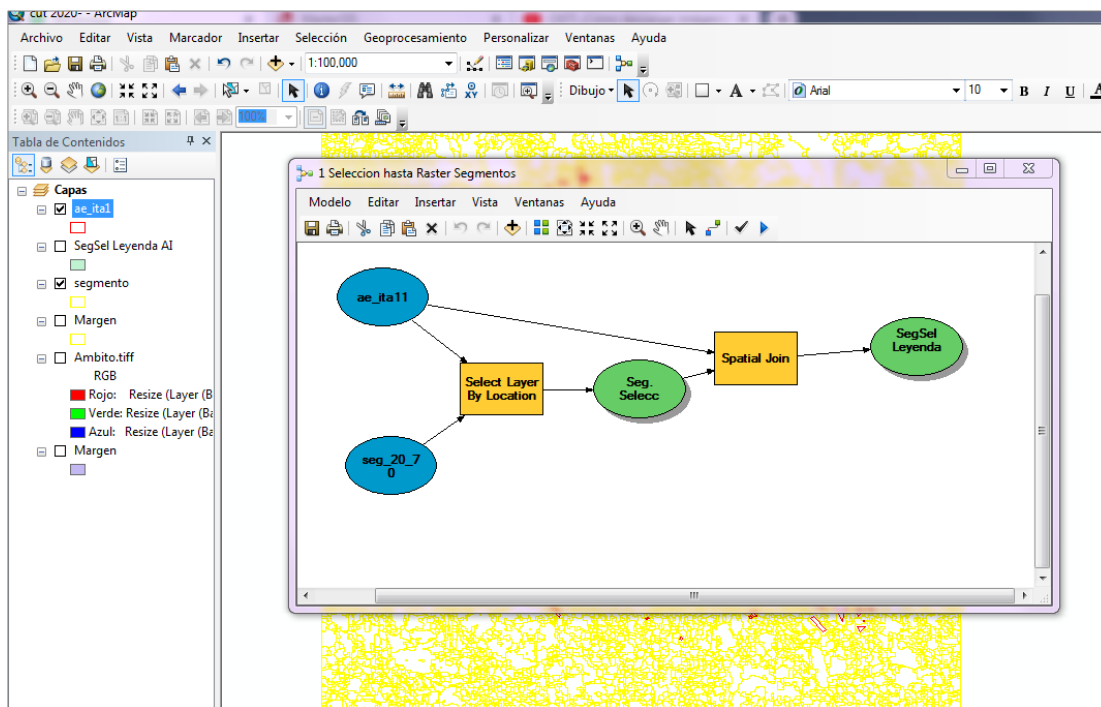 cut 2020- - ArcMap
Archivo Editar Vista Marcador Insertar Selección Geoprocesamiento Personalizar Ventanas Ayuda
1:100,000
Dibujo A Arial 10 B I U A
100%
Tabla de Contenidos
Capas
ae_ita1
SegSel Leyenda AI
segmento
Margen
Ambito.tiff
RGB
Rojo: Resize (Layer (B
Verde: Resize (Layer (Ba
Azul: Resize (Layer (Ba
Margen
1 Seleccion hasta Raster Segmentos
Modelo Editar Insertar Vista Ventanas Ayuda
ae_ita11
Select Layer
By Location
seg_20_7
0
Seg.
Selecc
Spatial Join
SegSel
Leyenda